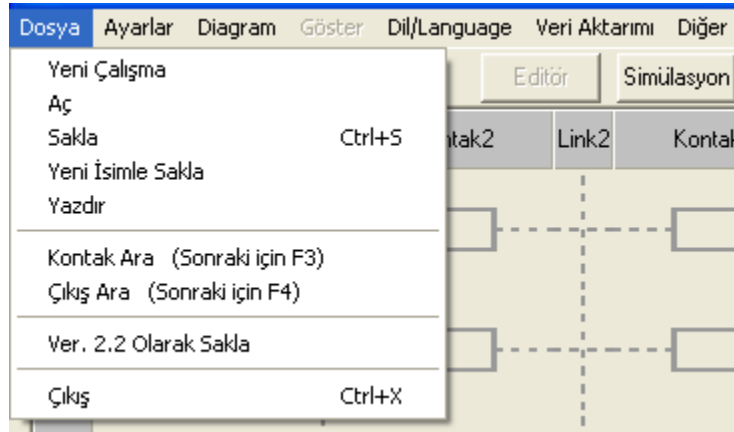 Dosya Ayarlar Diagram Göster Dil/Language Veri Aktarımı Diğer
Editör Simülasyon
Link2
Yeni Çalışma
Aç
Sakla Ctrl+S
Yeni İsimle Sakla
Yazdır
Kontak Ara (Sonraki için F3)
Çıkış Ara (Sonraki için F4)
Ver. 2.2 Olarak Sakla
Çıkış Ctrl+X